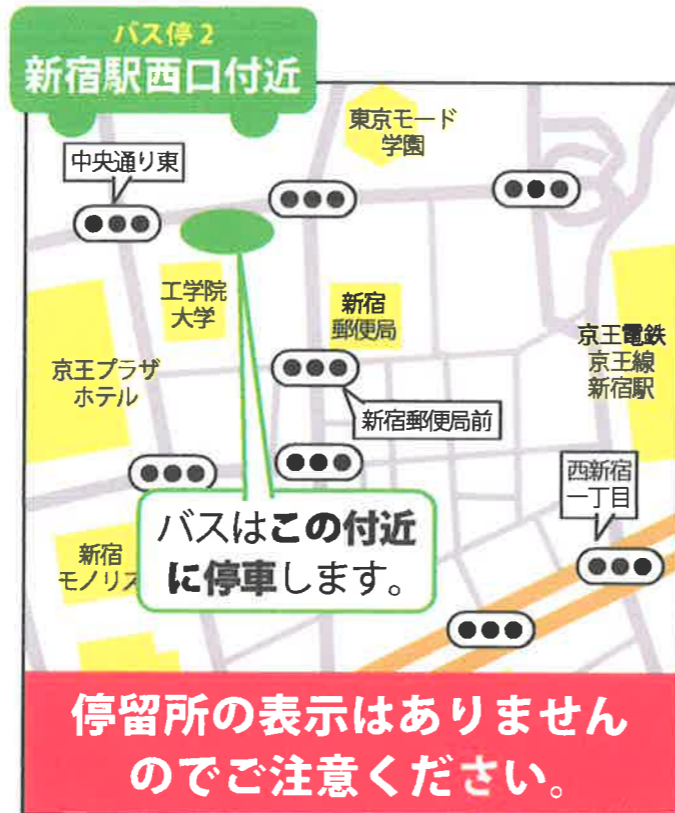 バス停 2
新宿駅西口付近
東京モード
学園
中央通り東
工学院
大学
新宿
郵便局
京王プラザ
ホテル
京王電鉄
京王線
新宿駅
新宿郵便局前
西新宿
一丁目
バスはこの付近
に停車します。
新宿
モノリス
停留所の表示はありません
のでご注意ください。